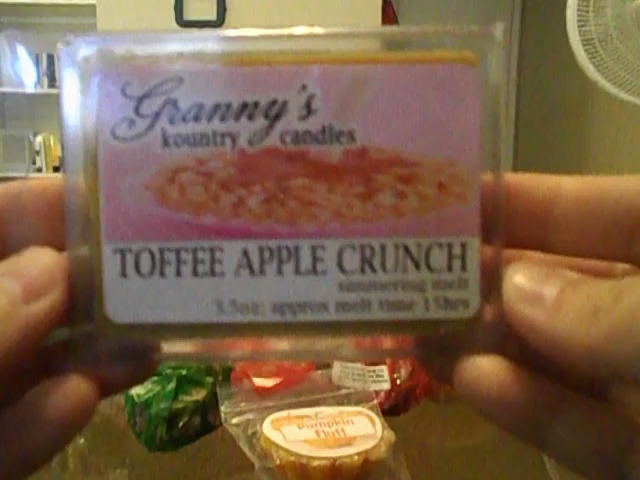 Granny's
kountry candles
TOFFEE APPLE CRUNCH
simmering melt
3.5oz; approx melt time 15hrs
Pumpkin
Fluff